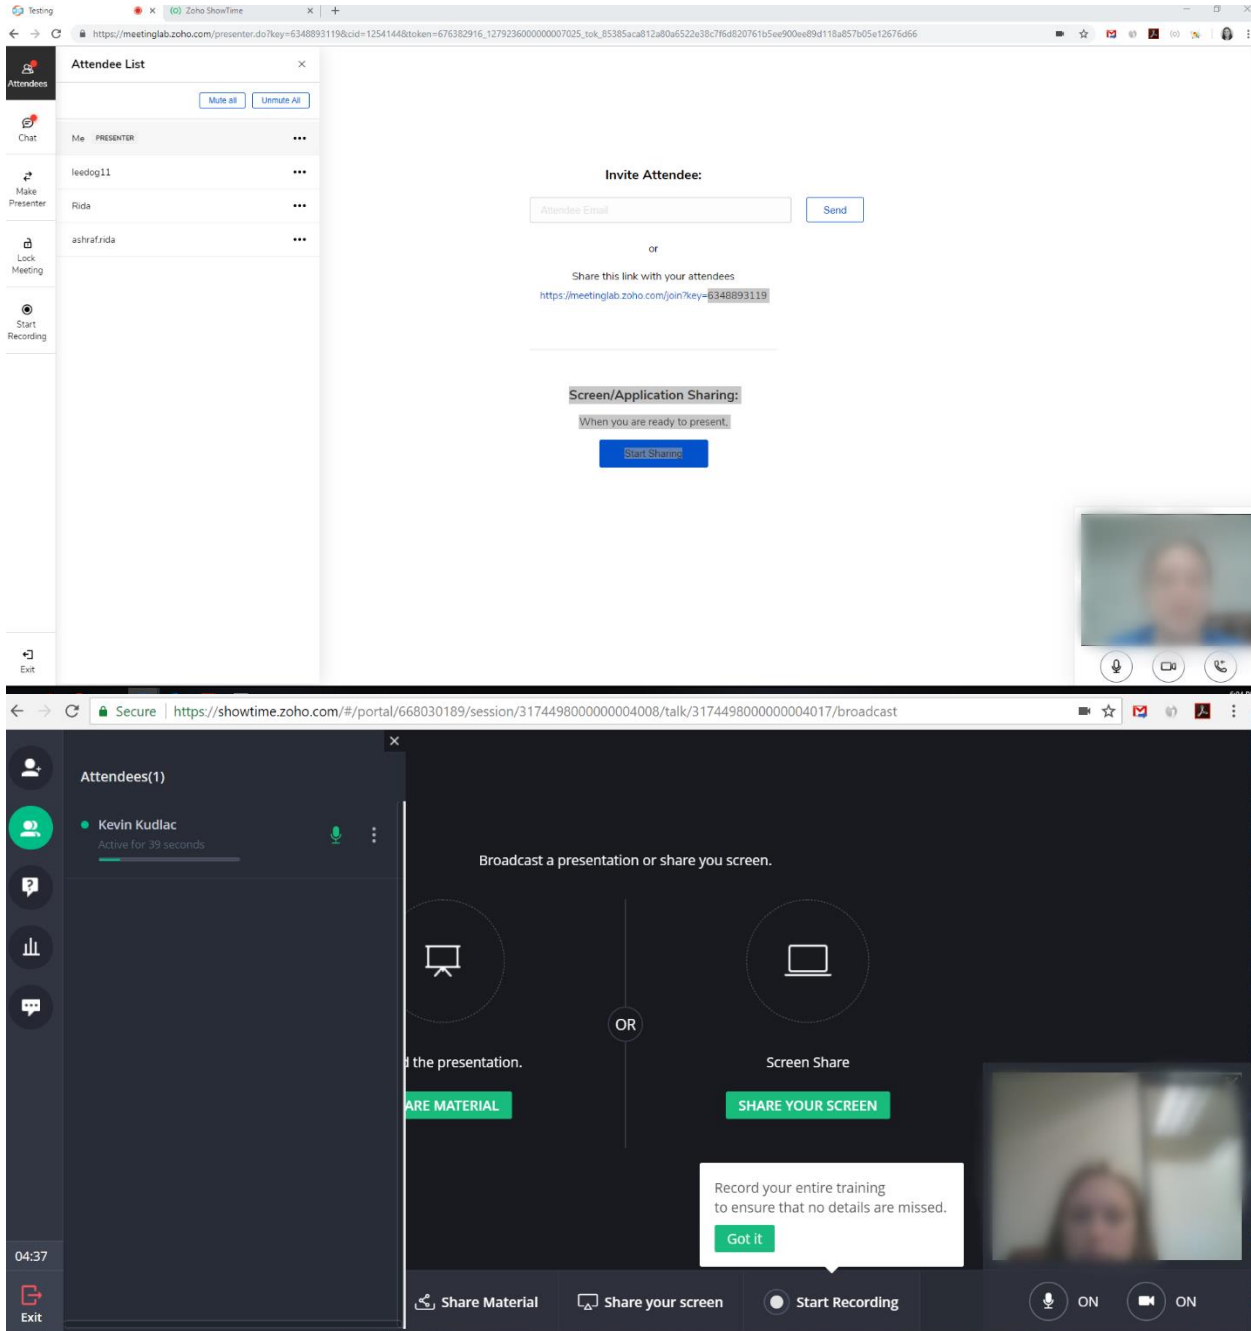 Testing
Zoho ShowTime
https://meetinglab.zoho.com/presenter.do?key=6348893119&cid=1254144&token=676382916_1279236000000007025_tok_85385aca812a80a6522e38c7f6d820761b5ee900ee89d118a857b05e12676d66
Attendees
Attendee List
Mute all
Unmute All
Chat
Me PRESENTER
leedog11
Make
Presenter
Rida
ashraf.rida
Lock
Meeting
Start
Recording
Exit
Invite Attendee:
Attendee Email
Send
or
Share this link with your attendees
https://meetinglab.zoho.com/join?key=6348893119
Screen/Application Sharing:
When you are ready to present,
Start Sharing
Secure
https://showtime.zoho.com/#/portal/668030189/session/3174498000000004008/talk/3174498000000004017/broadcast
Attendees(1)
Kevin Kudlac
Active for 39 seconds
Broadcast a presentation or share you screen.
OR
the presentation.
Screen Share
ARE MATERIAL
SHARE YOUR SCREEN
Record your entire training
to ensure that no details are missed.
Got it
04:37
Exit
Share Material
Share your screen
Start Recording
ON
ON